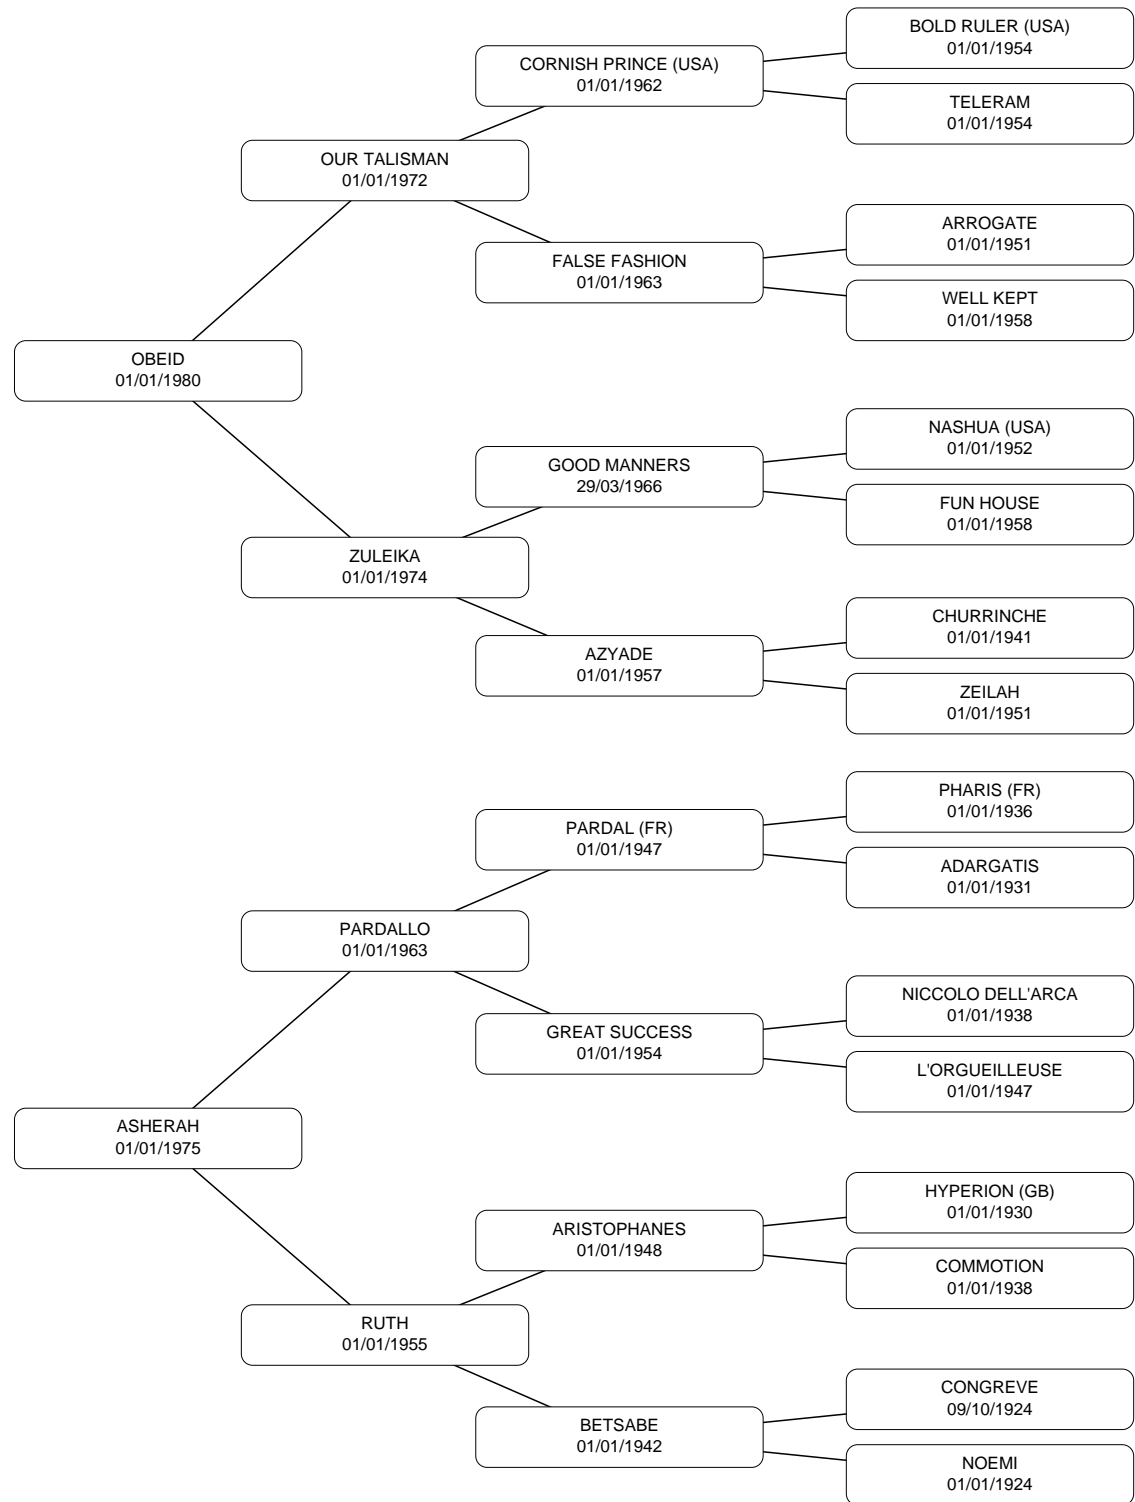 BOLD RULER (USA)
01/01/1954
CORNISH PRINCE (USA)
01/01/1962
TELERAM
01/01/1954
OUR TALISMAN
01/01/1972
ARROGATE
01/01/1951
FALSE FASHION
01/01/1963
WELL KEPT
01/01/1958
OBEID
01/01/1980
NASHUA (USA)
01/01/1952
GOOD MANNERS
29/03/1966
FUN HOUSE
01/01/1958
ZULEIKA
01/01/1974
CHURRINCHE
01/01/1941
AZYADE
01/01/1957
ZEILAH
01/01/1951
PHARIS (FR)
01/01/1936
PARDAL (FR)
01/01/1947
ADARGATIS
01/01/1931
PARDALLO
01/01/1963
NICCOLO DELL'ARCA
01/01/1938
GREAT SUCCESS
01/01/1954
L'ORGUEILLEUSE
01/01/1947
ASHERAH
01/01/1975
HYPERION (GB)
01/01/1930
ARISTOPHANES
01/01/1948
COMMOTION
01/01/1938
RUTH
01/01/1955
CONGREVE
09/10/1924
BETSABE
01/01/1942
NOEMI
01/01/1924